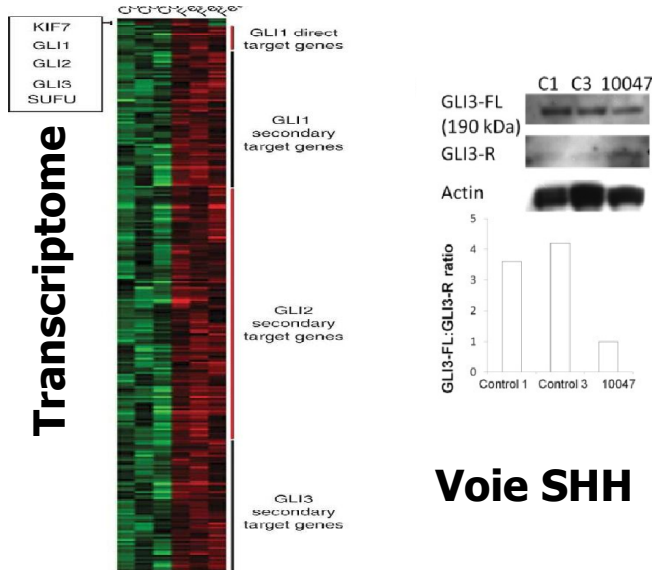 KIF7
GLI1
GLI2
GLI3
SUFU
Transcriptome
GLI1 direct
target genes
GLI1
secondary
target genes
GLI2
secondary
target genes
GLI3
secondary
target genes
C1 C3 10047
GLI3-FL
(190 kDa)
GLI3-R
Actin
GLI3-FL:GLI3-R ratio
5
4
3
2
1
0
Control 1 Control 3 10047
Voie SHH